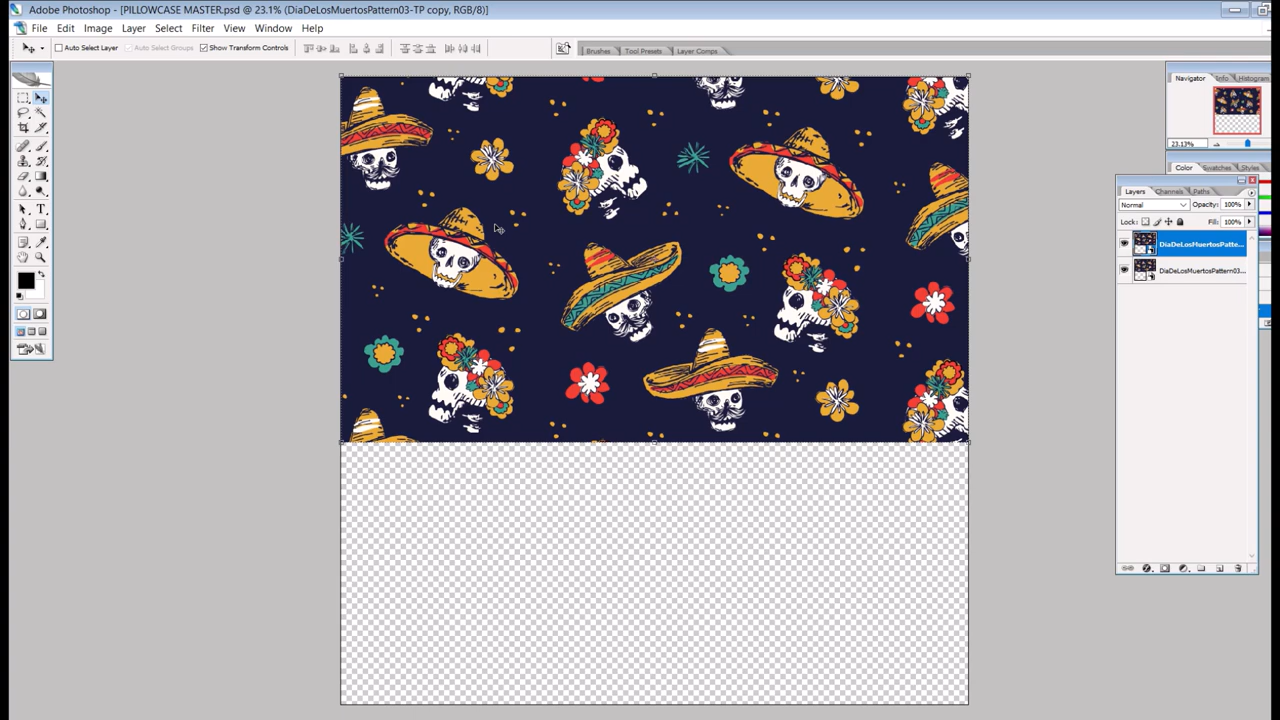 Adobe Photoshop - [PILLOWCASE MASTER.psd @ 23.1% (DiaDeLosMuertosPattern03-TP copy, RGB/8)]
File Edit Image Layer Select Filter View Window Help
Auto Select Layer Auto Select Groups Show Transform Controls Brushes Tool Presets Layer Comps
Navigator Info Histogram
23.13%
Color Swatches Styles
Layers Channels Paths
Normal Opacity: 100%
Lock: Fill: 100%
DiaDeLosMuertosPatte...
DiaDeLosMuertosPattern03...